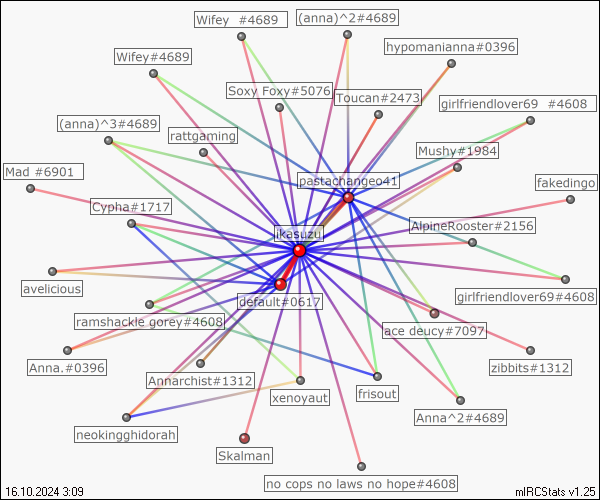 Wifey #4689
(anna)^2#4689
hypomanianna#0396
Wifey#4689
Soxy Foxy#5076
Toucan#2473
girlfriendlover69 #4608
(anna)^3#4689
rattgaming
Mushy#1984
Mad #6901
pastachangeo41
fakedingo
Cypha#1717
AlpineRooster#2156
ikasuzu
avelicious
default#0617
girlfriendlover69#4608
ramshackle gorey#4608
ace deucy#7097
Anna.#0396
Annarchist#1312
zibbits#1312
xenoyaut
frisout
Anna^2#4689
neokingghidorah
Skalman
no cops no laws no hope#4608
16.10.2024 3:09
mIRCStats v1.25